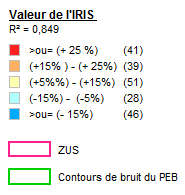 Valeur de l'IRIS
R² = 0,849
>ou= (+ 25 %) (41)
(+15% ) - (+ 25%) (39)
(+5%%) - (+15%) (51)
(-15%) - (-5%) (28)
>ou= (- 15%) (46)
ZUS
Contours de bruit du PEB